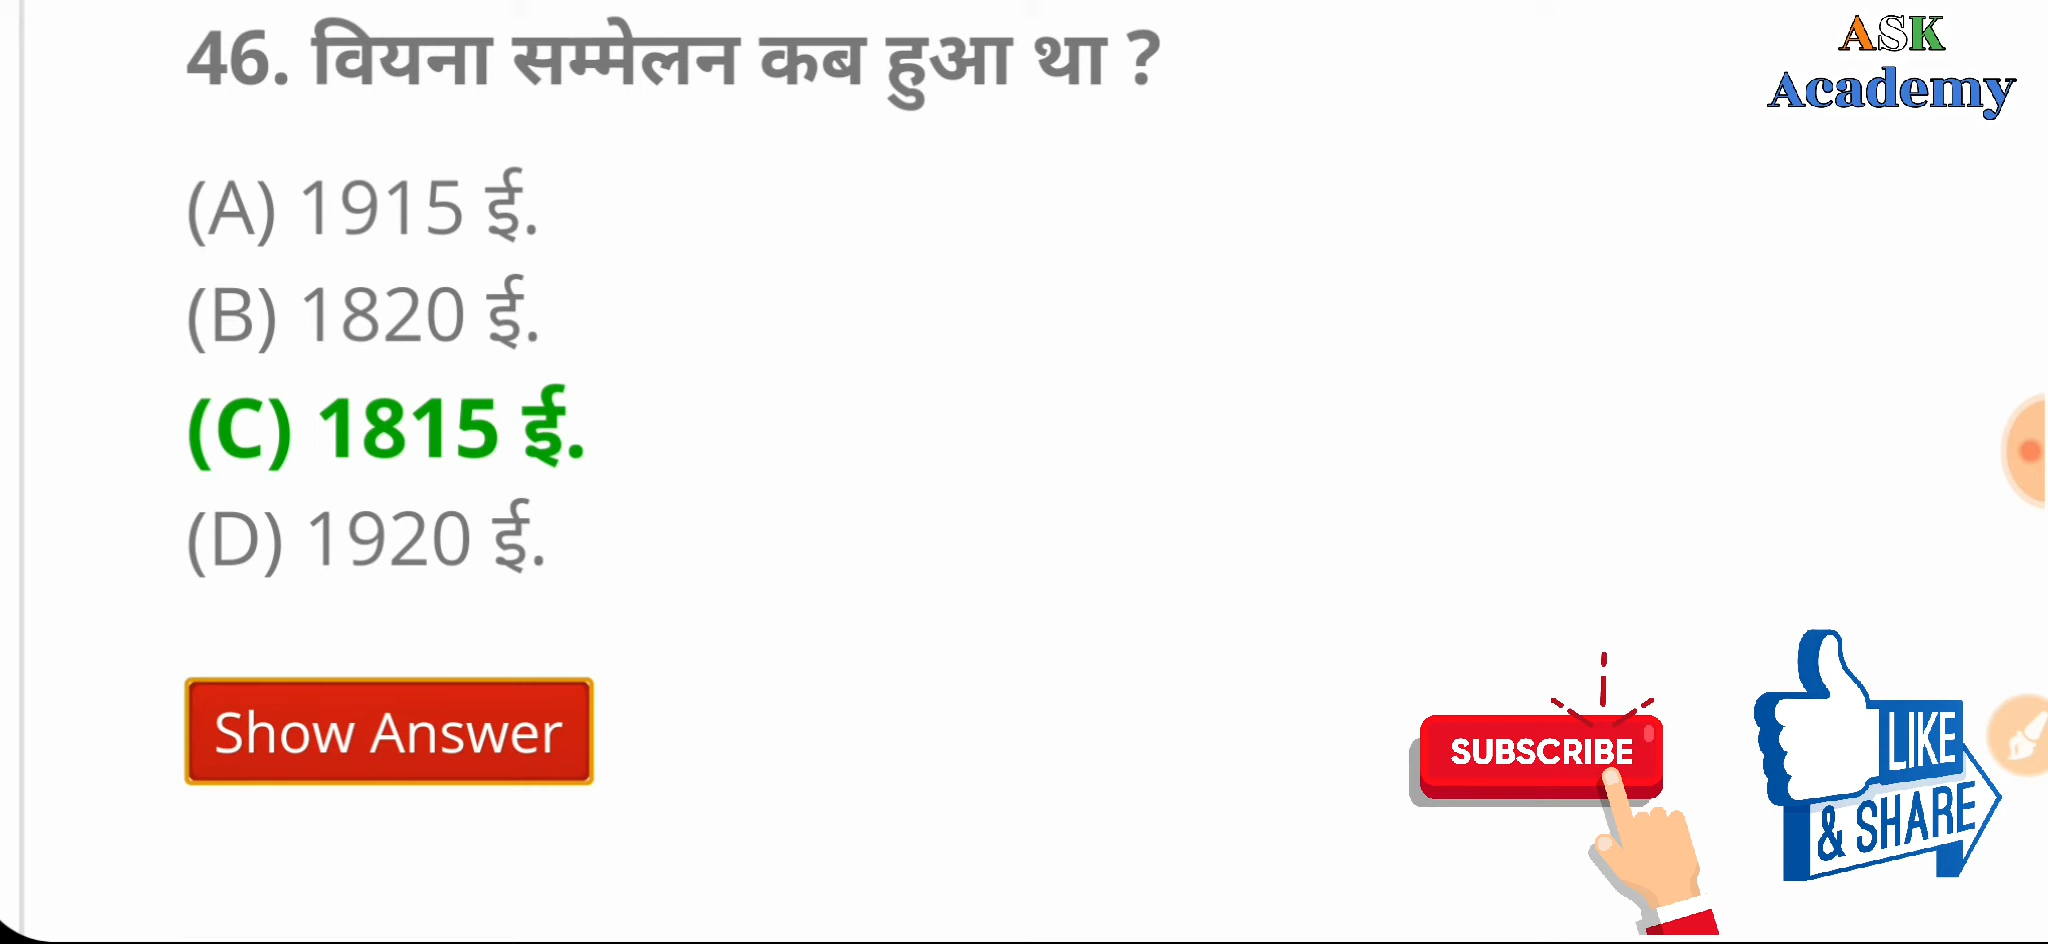 46. वियना सम्मेलन कब हुआ था ?
ASK
Academy
(A) 1915 ई.
(B) 1820 ई.
(C) 1815 ई.
(D) 1920 ई.
Show Answer
SUBSCRIBE
LIKE
& SHARE